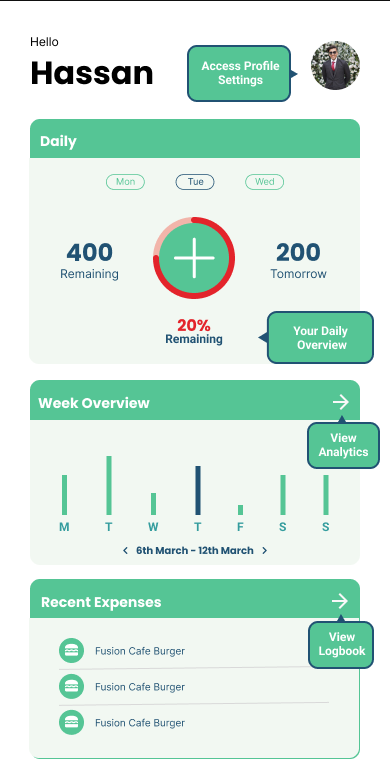 Hello
Hassan
Access Profile
Settings
Daily
Mon Tue Wed
400
Remaining
200
Tomorrow
20%
Remaining
Your Daily
Overview
Week Overview
View
Analytics
M T W T F S S
6th March - 12th March
Recent Expenses
View
Logbook
Fusion Cafe Burger
Fusion Cafe Burger
Fusion Cafe Burger